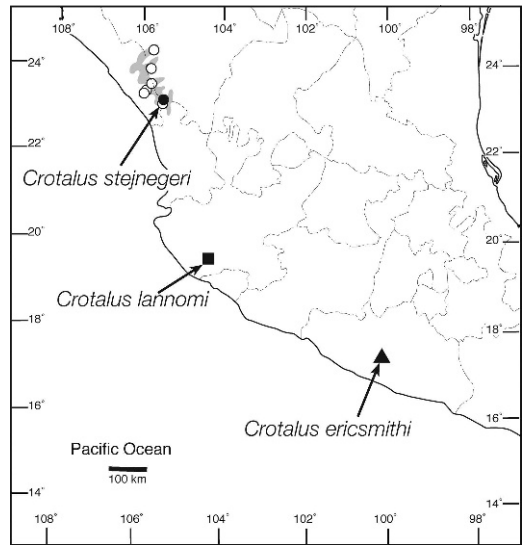 108° 106° 104° 102° 100° 98°
24° 24°
22° 22°
Crotalus stejnegeri
20° 20°
Crotalus lannomi
18° 18°
16° 16°
Crotalus ericsmithi
Pacific Ocean
100 km
14° 14°
108° 106° 104° 102° 100° 98°